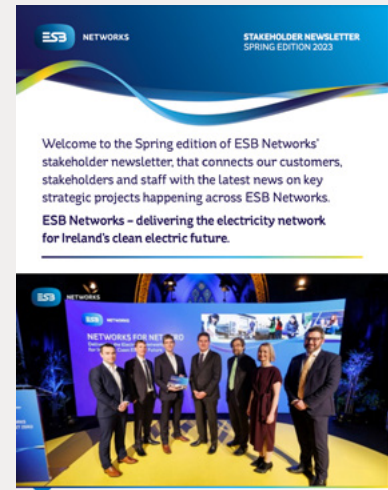 ESB NETWORKS
STAKEHOLDER NEWSLETTER
SPRING EDITION 2023
Welcome to the Spring edition of ESB Networks'
stakeholder newsletter, that connects our customers,
stakeholders and staff with the latest news on key
strategic projects happening across ESB Networks.
ESB Networks – delivering the electricity network
for Ireland's clean electric future.
ESB NETWORKS
NETWORKS
NETWORKS FOR NET ZERO